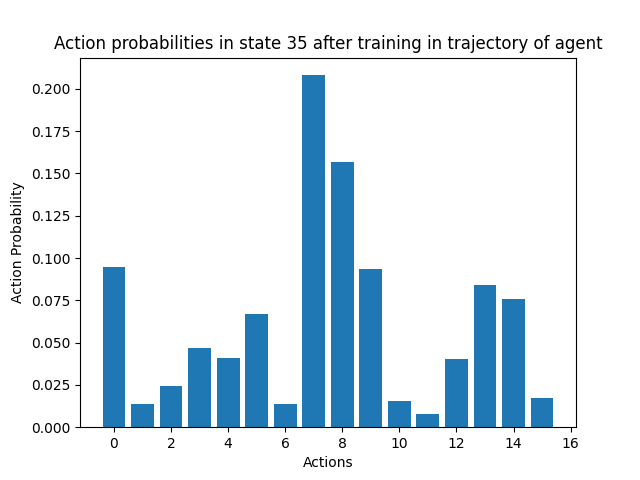 Action probabilities in state 35 after training in trajectory of agent
0.200
0.175
0.150
0.125
0.100
0.075
0.050
0.025
0.000
Action Probability
0 2 4 6 8 10 12 14 16
Actions